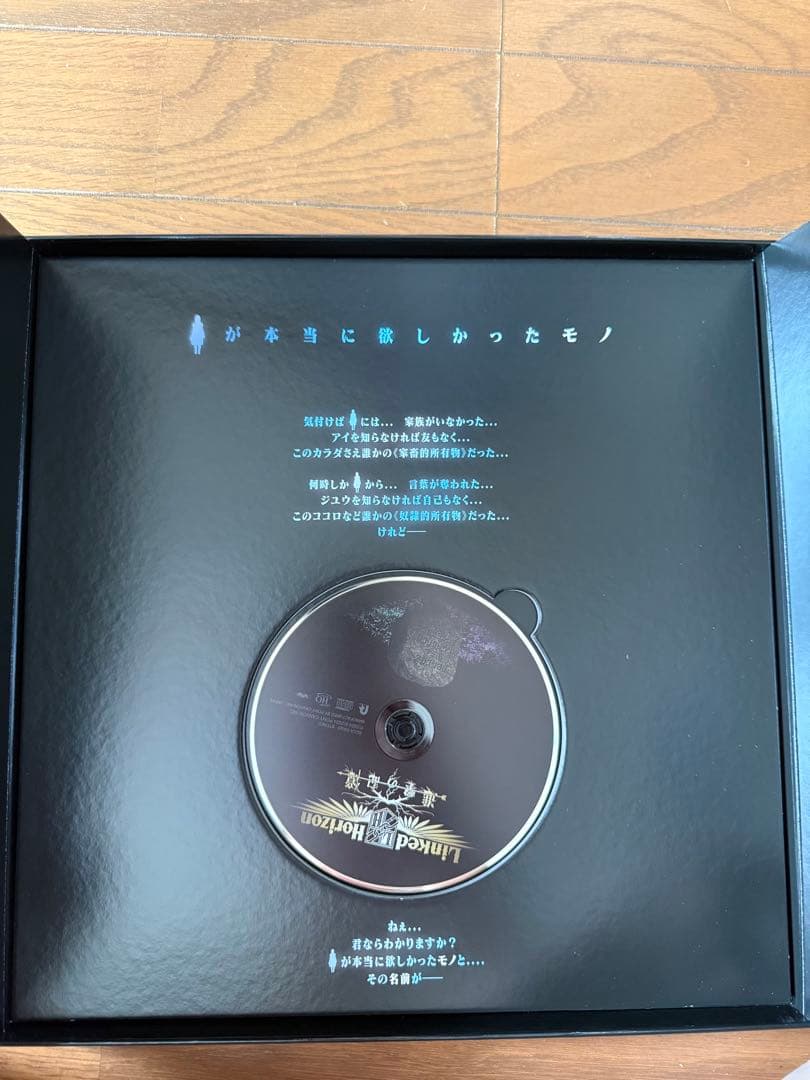 が本当に欲しかったモノ
気付けば には... 家族がいなかった...
アイを知らなければ友もなく...
このカラダさえ誰かの《家畜的所有物》だった...
何時しか から... 言葉が奪われた...
ジユウを知らなければ自己もなく...
このココロなど誰かの《奴隷的所有物》だった...
けれど──
進撃の記憶
Linked Horizon
ねぇ...
君ならわかりますか?
が本当に欲しかったモノと....
その名前が──